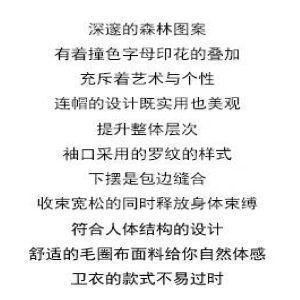 深邃的森林图案
有着撞色字母印花的叠加
充斥着艺术与个性
连帽的设计既实用也美观
提升整体层次
袖口采用的罗纹的样式
下摆是包边缝合
收束宽松的同时释放身体束缚
符合人体结构的设计
舒适的毛圈布面料给你自然体感
卫衣的款式不易过时